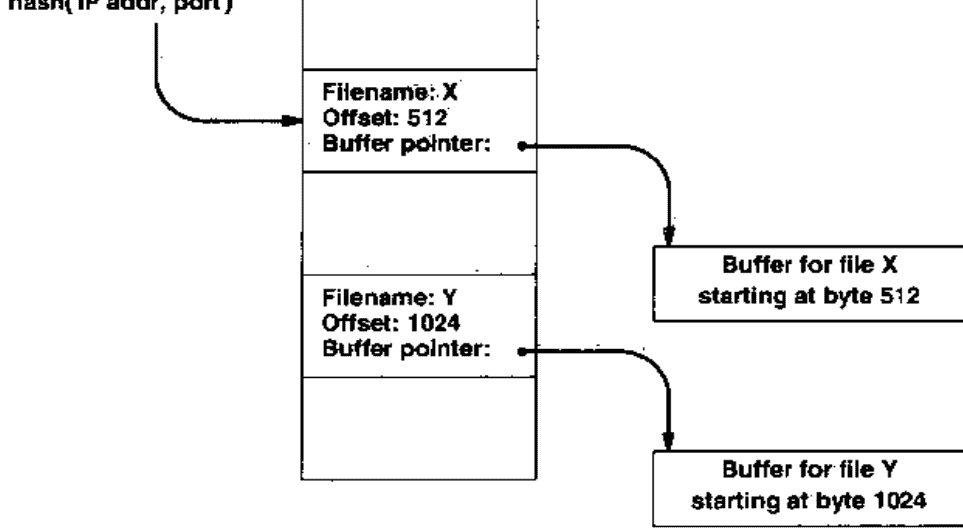 hash( IP addr, port )
Filename: X
Offset: 512
Buffer pointer:
Buffer for file X
starting at byte 512
Filename: Y
Offset: 1024
Buffer pointer:
Buffer for file Y
starting at byte 1024